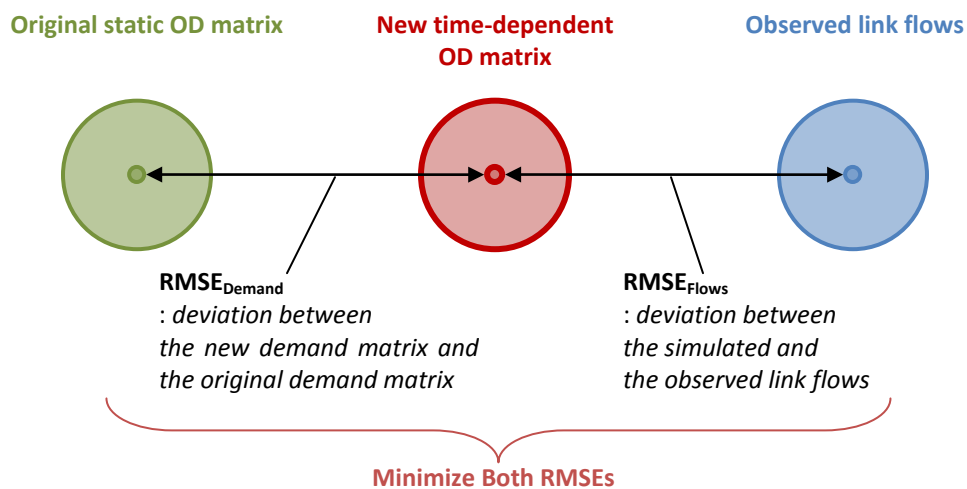 Original static OD matrix
New time-dependent
OD matrix
Observed link flows
RMSEDemand
: deviation between
the new demand matrix and
the original demand matrix
RMSEFlows
: deviation between
the simulated and
the observed link flows
Minimize Both RMSEs